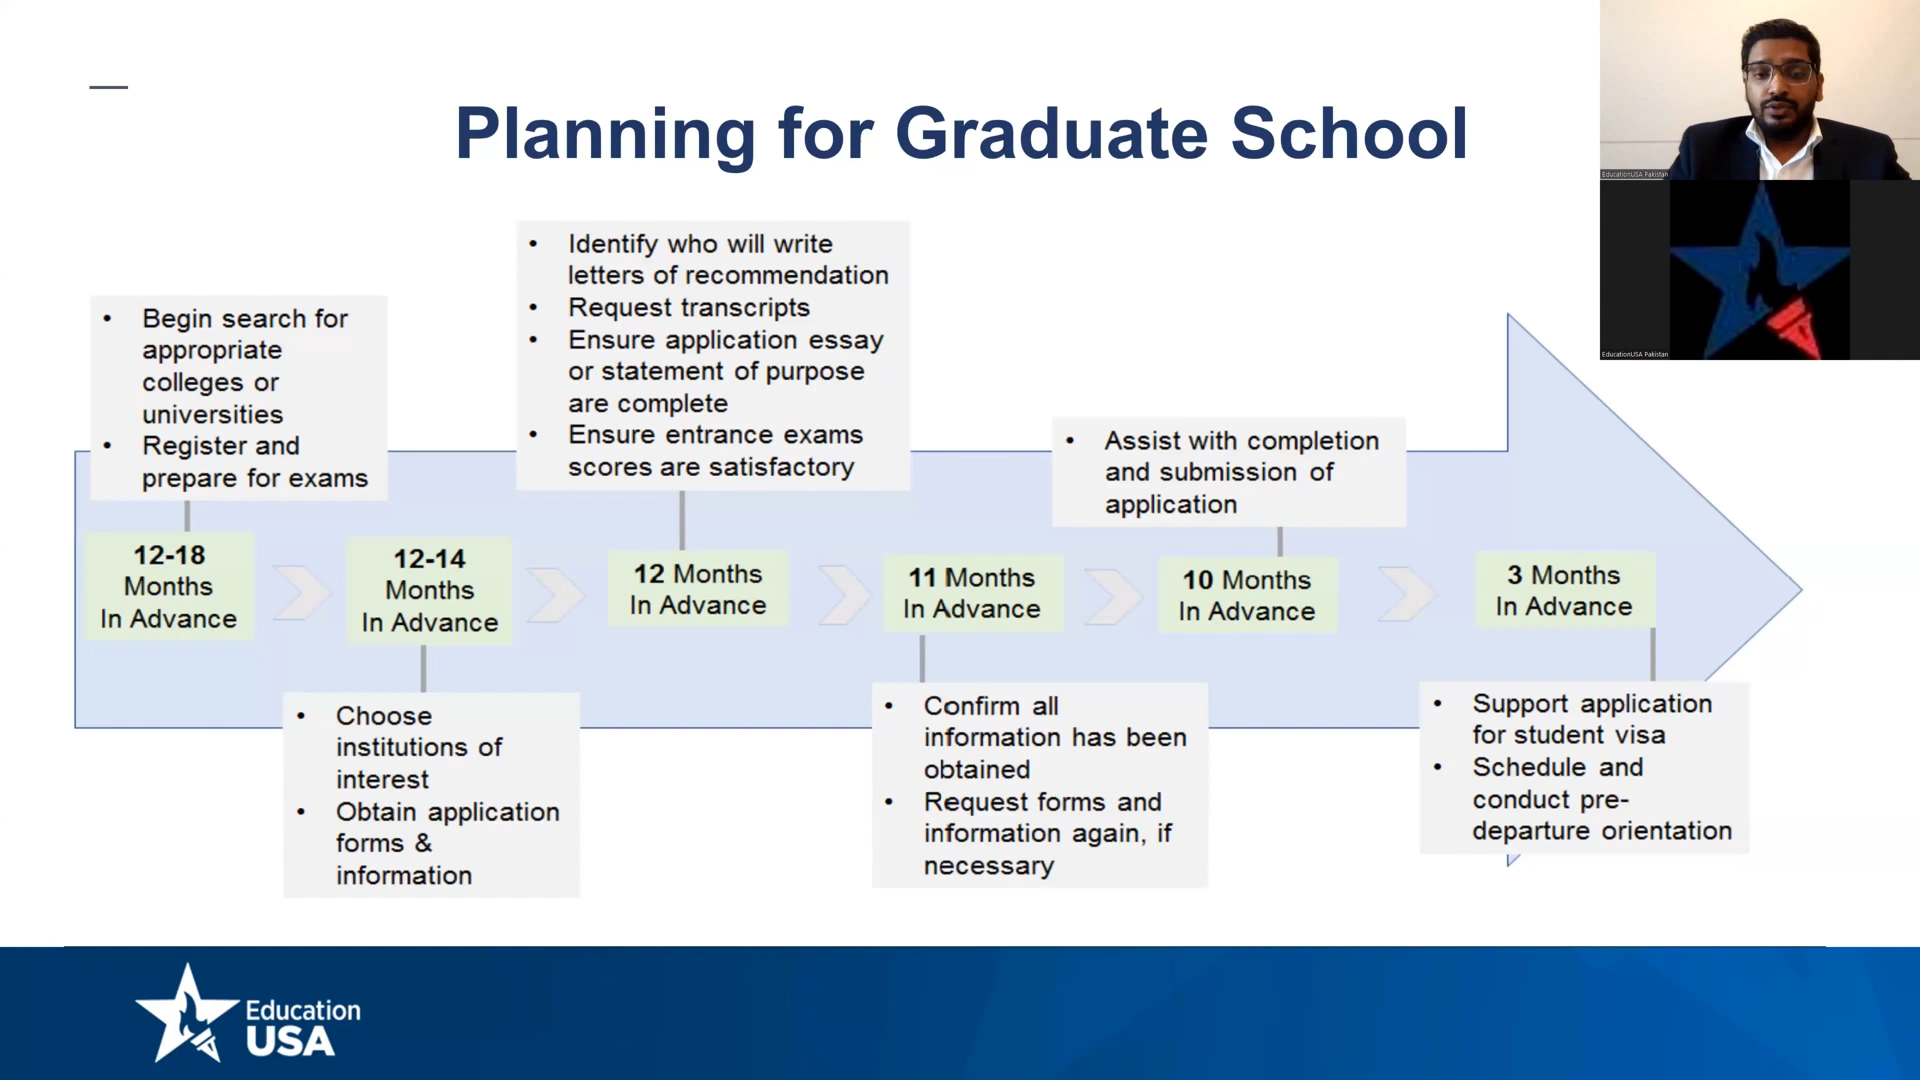 Planning for Graduate School
EducationUSA Pakistan
EducationUSA Pakistan
• Begin search for
appropriate
colleges or
universities
• Register and
prepare for exams
12-18
Months
In Advance
12-14
Months
In Advance
• Choose
institutions of
interest
• Obtain application
forms &
information
• Identify who will write
letters of recommendation
• Request transcripts
• Ensure application essay
or statement of purpose
are complete
• Ensure entrance exams
scores are satisfactory
12 Months
In Advance
11 Months
In Advance
• Confirm all
information has been
obtained
• Request forms and
information again, if
necessary
• Assist with completion
and submission of
application
10 Months
In Advance
3 Months
In Advance
• Support application
for student visa
• Schedule and
conduct pre-
departure orientation
Education
USA